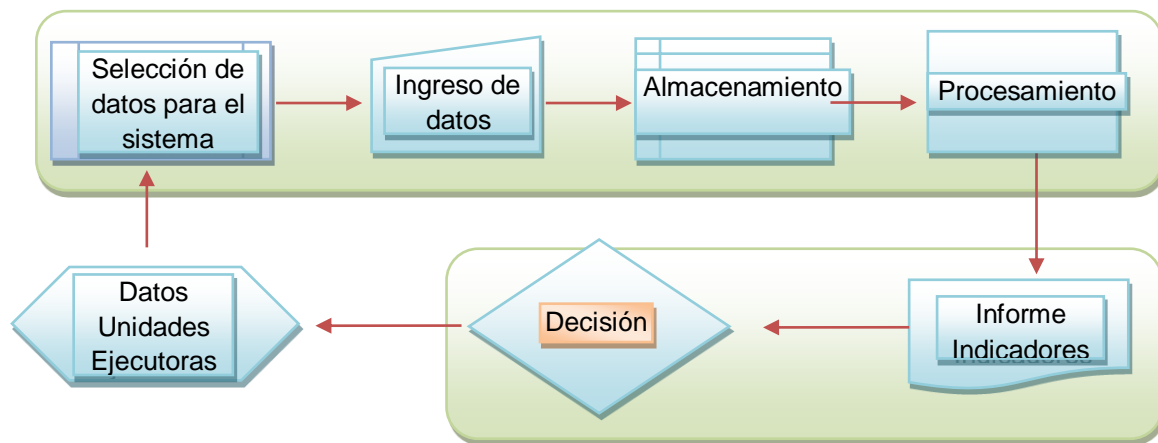 Selección de
datos para el
sistema
Ingreso de
datos
Almacenamiento
Procesamiento
Datos
Unidades
Ejecutoras
Decisión
Informe
Indicadores